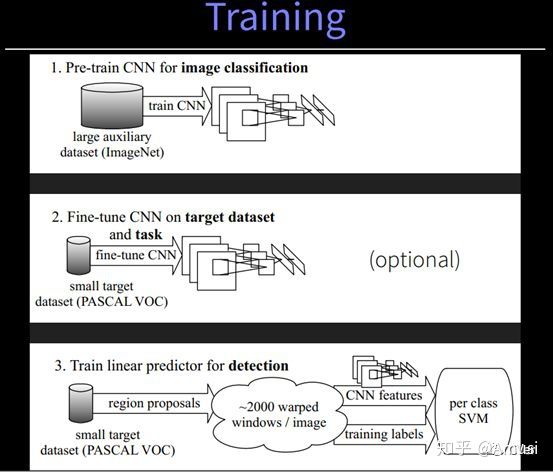 Training
1. Pre-train CNN for image classification
train CNN
large auxiliary
dataset (ImageNet)
2. Fine-tune CNN on target dataset
and task
fine-tune CNN
(optional)
small target
dataset (PASCAL VOC)
3. Train linear predictor for detection
region proposals
~2000 warped
windows / image
CNN features
training labels
per class
SVM
small target
dataset (PASCAL VOC)
知乎